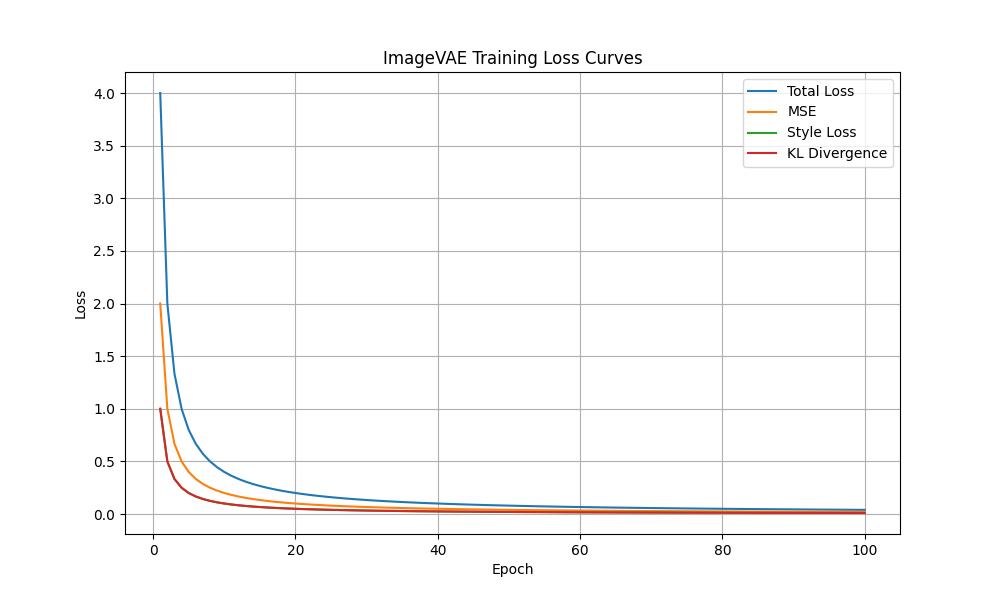 ImageVAE Training Loss Curves
Total Loss
MSE
Style Loss
KL Divergence
4.0
3.5
3.0
2.5
2.0
1.5
1.0
0.5
0.0
Loss
0 20 40 60 80 100
Epoch